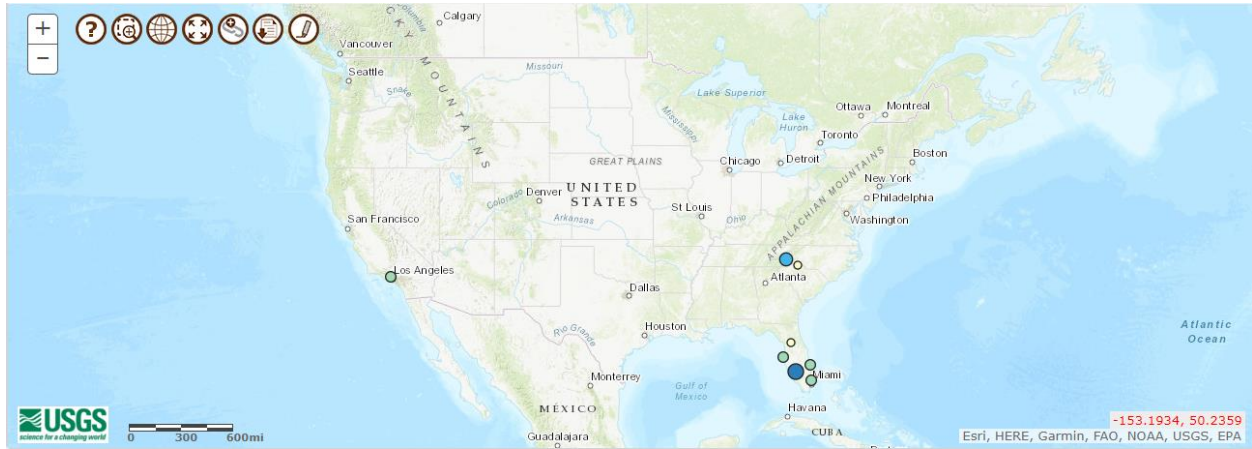 +
−
?
Calgary
Columbia
CKY MOUNTAINS
Vancouver
Seattle
Missouri
Snake
Lake Superior
Mississippi
Ottawa
Montreal
Lake
Huron
Toronto
GREAT PLAINS
Chicago
Detroit
Boston
APPALACHIAN MOUNTAINS
New York
Philadelphia
Denver
UNITED
STATES
Colorado
St Louis
Ohio
Washington
San Francisco
Arkansas
Los Angeles
Atlanta
Dallas
Houston
Rio Grande
Atlantic
Ocean
Monterrey
Gulf of
Mexico
Miami
MÉXICO
Havana
CUBA
Guadalajara
USGS
science for a changing world
0 300 600mi
-153.1934, 50.2359
Esri, HERE, Garmin, FAO, NOAA, USGS, EPA